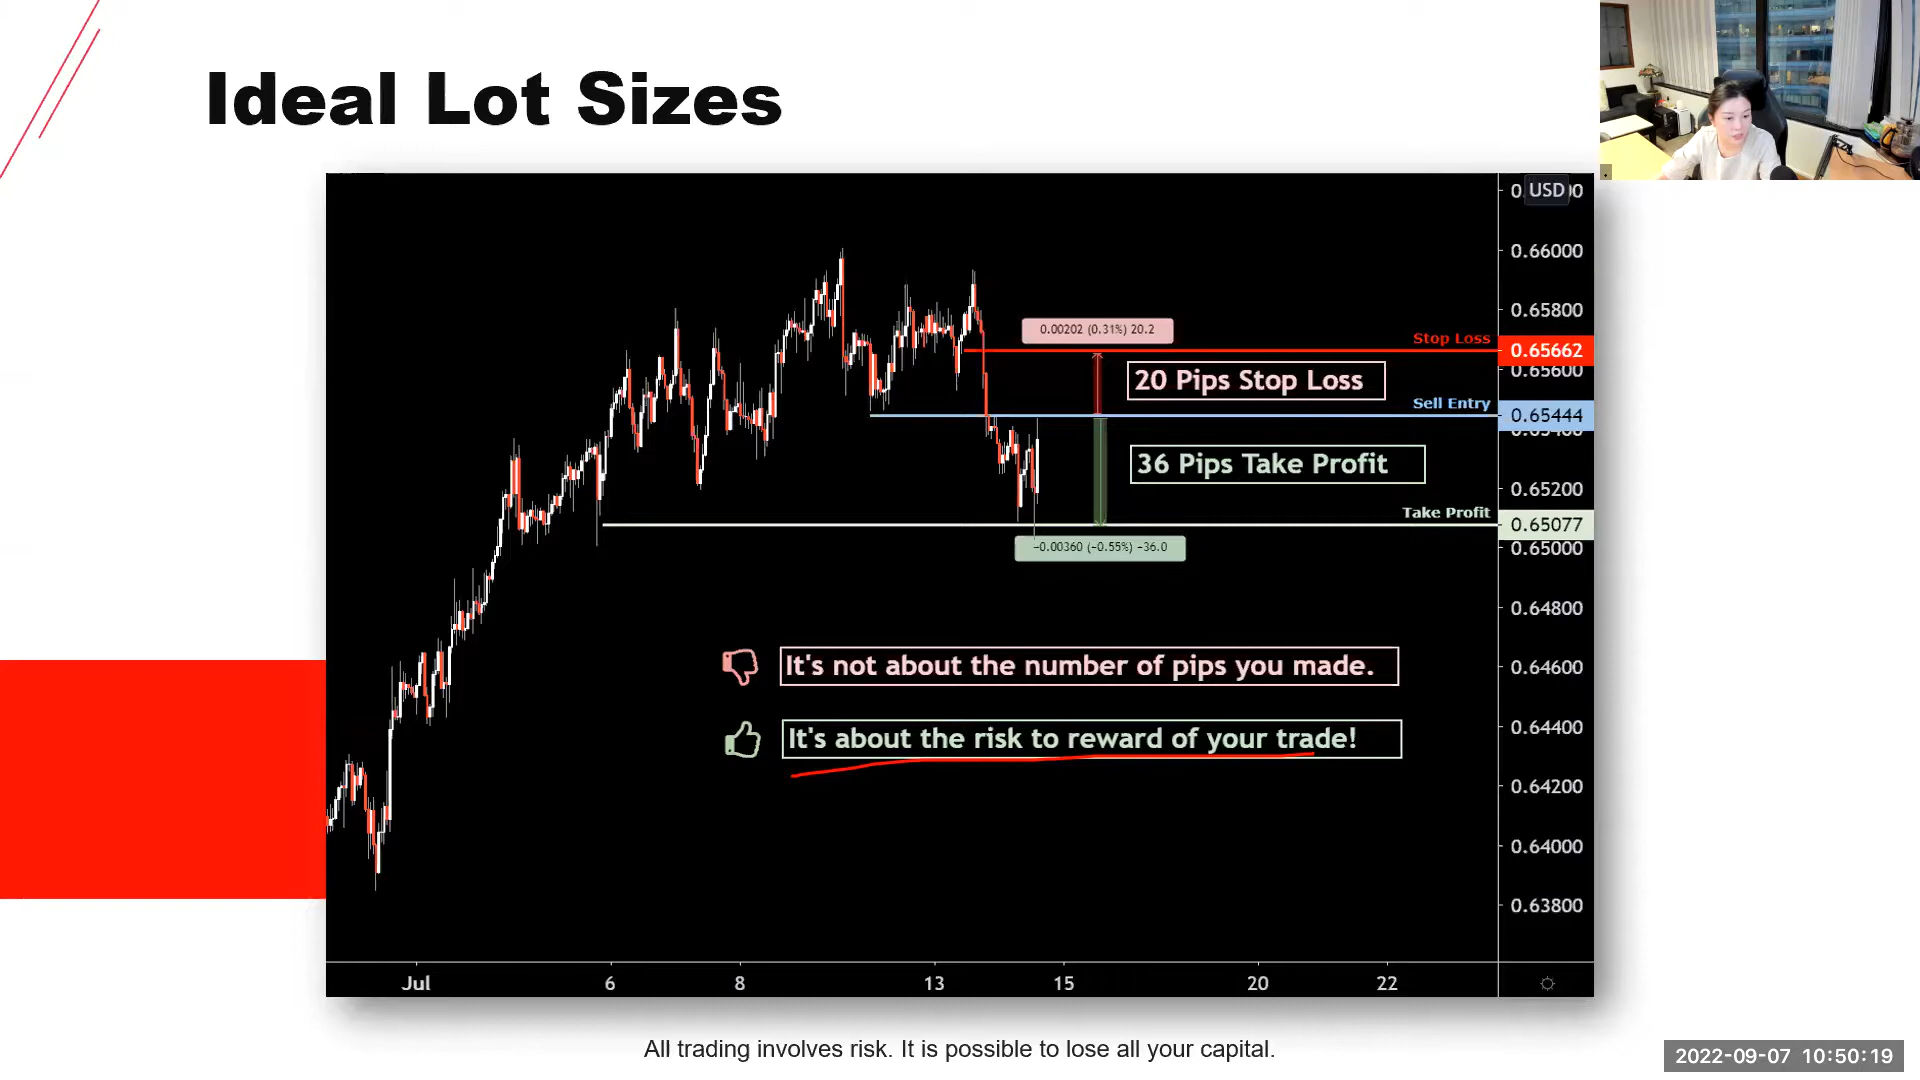 Ideal Lot Sizes
USD
0.66000
0.65800
0.00202 (0.31%) 20.2
Stop Loss
0.65662
0.65600
20 Pips Stop Loss
Sell Entry
0.65444
0.65400
36 Pips Take Profit
0.65200
Take Profit
0.65077
-0.00360 (-0.55%) -36.0
0.65000
0.64800
It's not about the number of pips you made.
0.64600
0.64400
It's about the risk to reward of your trade!
0.64200
0.64000
0.63800
Jul 6 8 13 15 20 22
All trading involves risk. It is possible to lose all your capital.
2022-09-07 10:50:19